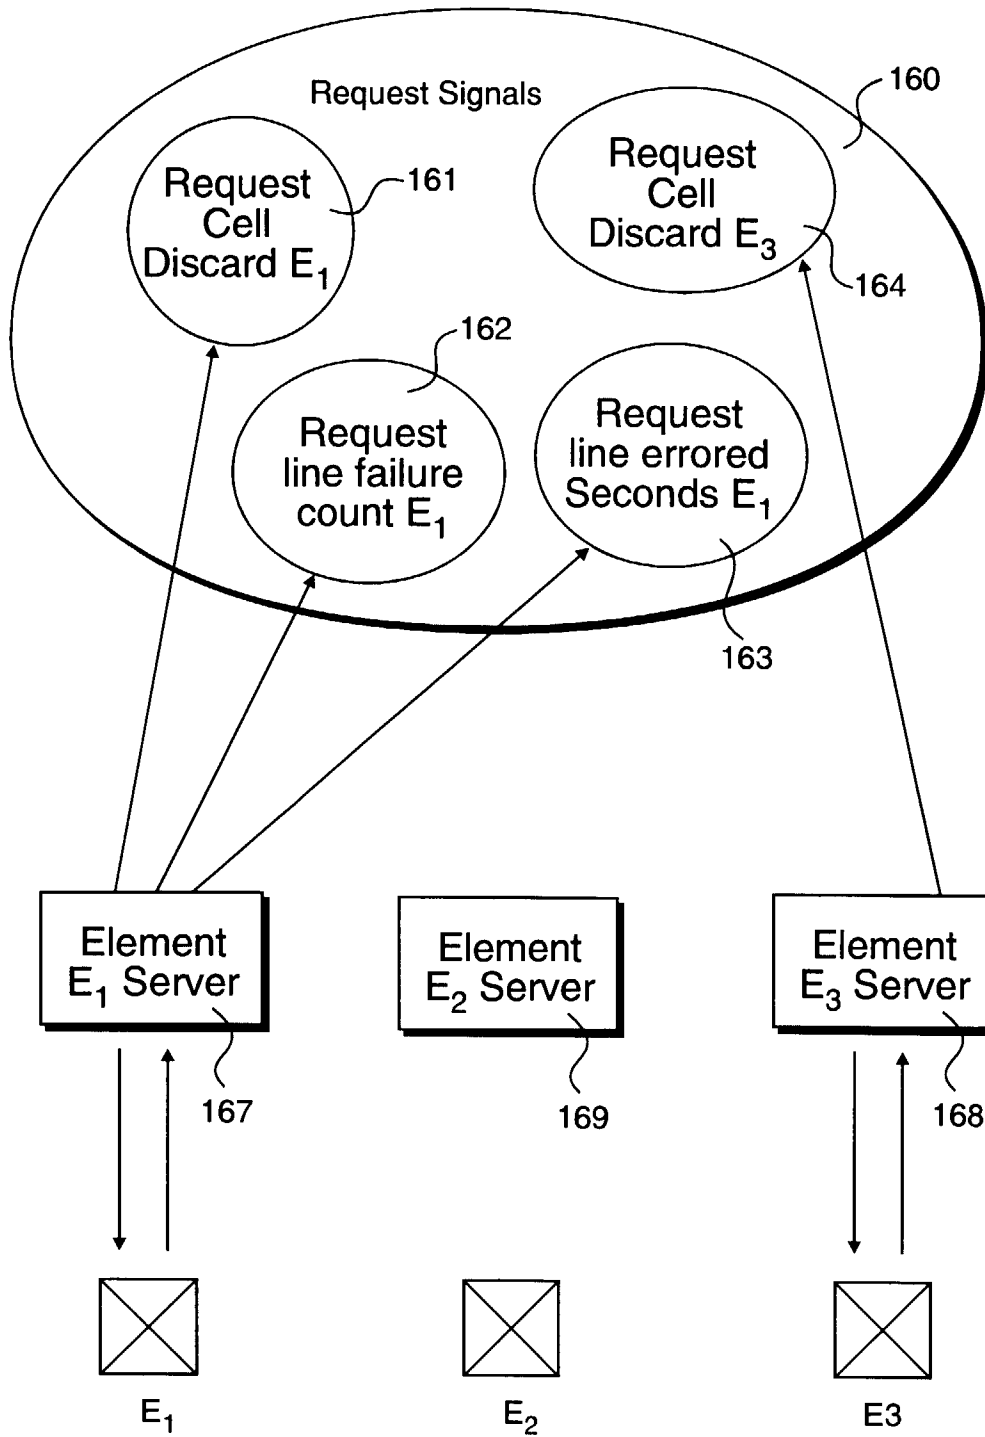 Request Signals
160
Request
Cell
Discard E₁
161
Request
Cell
Discard E₃
164
162
Request
line failure
count E₁
Request
line errored
Seconds E₁
163
Element
E₁ Server
167
Element
E₂ Server
169
Element
E₃ Server
168
E₁
E₂
E3